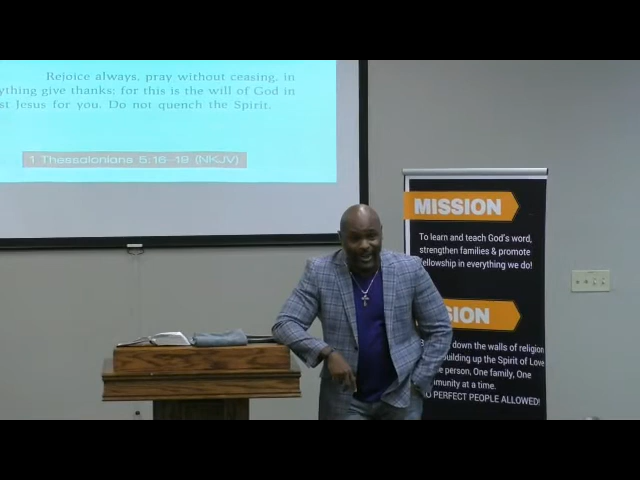 Rejoice always, pray without ceasing, in
ything give thanks; for this is the will of God in
st Jesus for you. Do not quench the Spirit.
1 Thessalonians 5:16-19 (NKJV)
MISSION
To learn and teach God's word,
strengthen families & promote
fellowship in everything we do!
SION
down the walls of religion
uilding up the Spirit of Love
e person, One family, One
mmunity at a time.
O PERFECT PEOPLE ALLOWED!